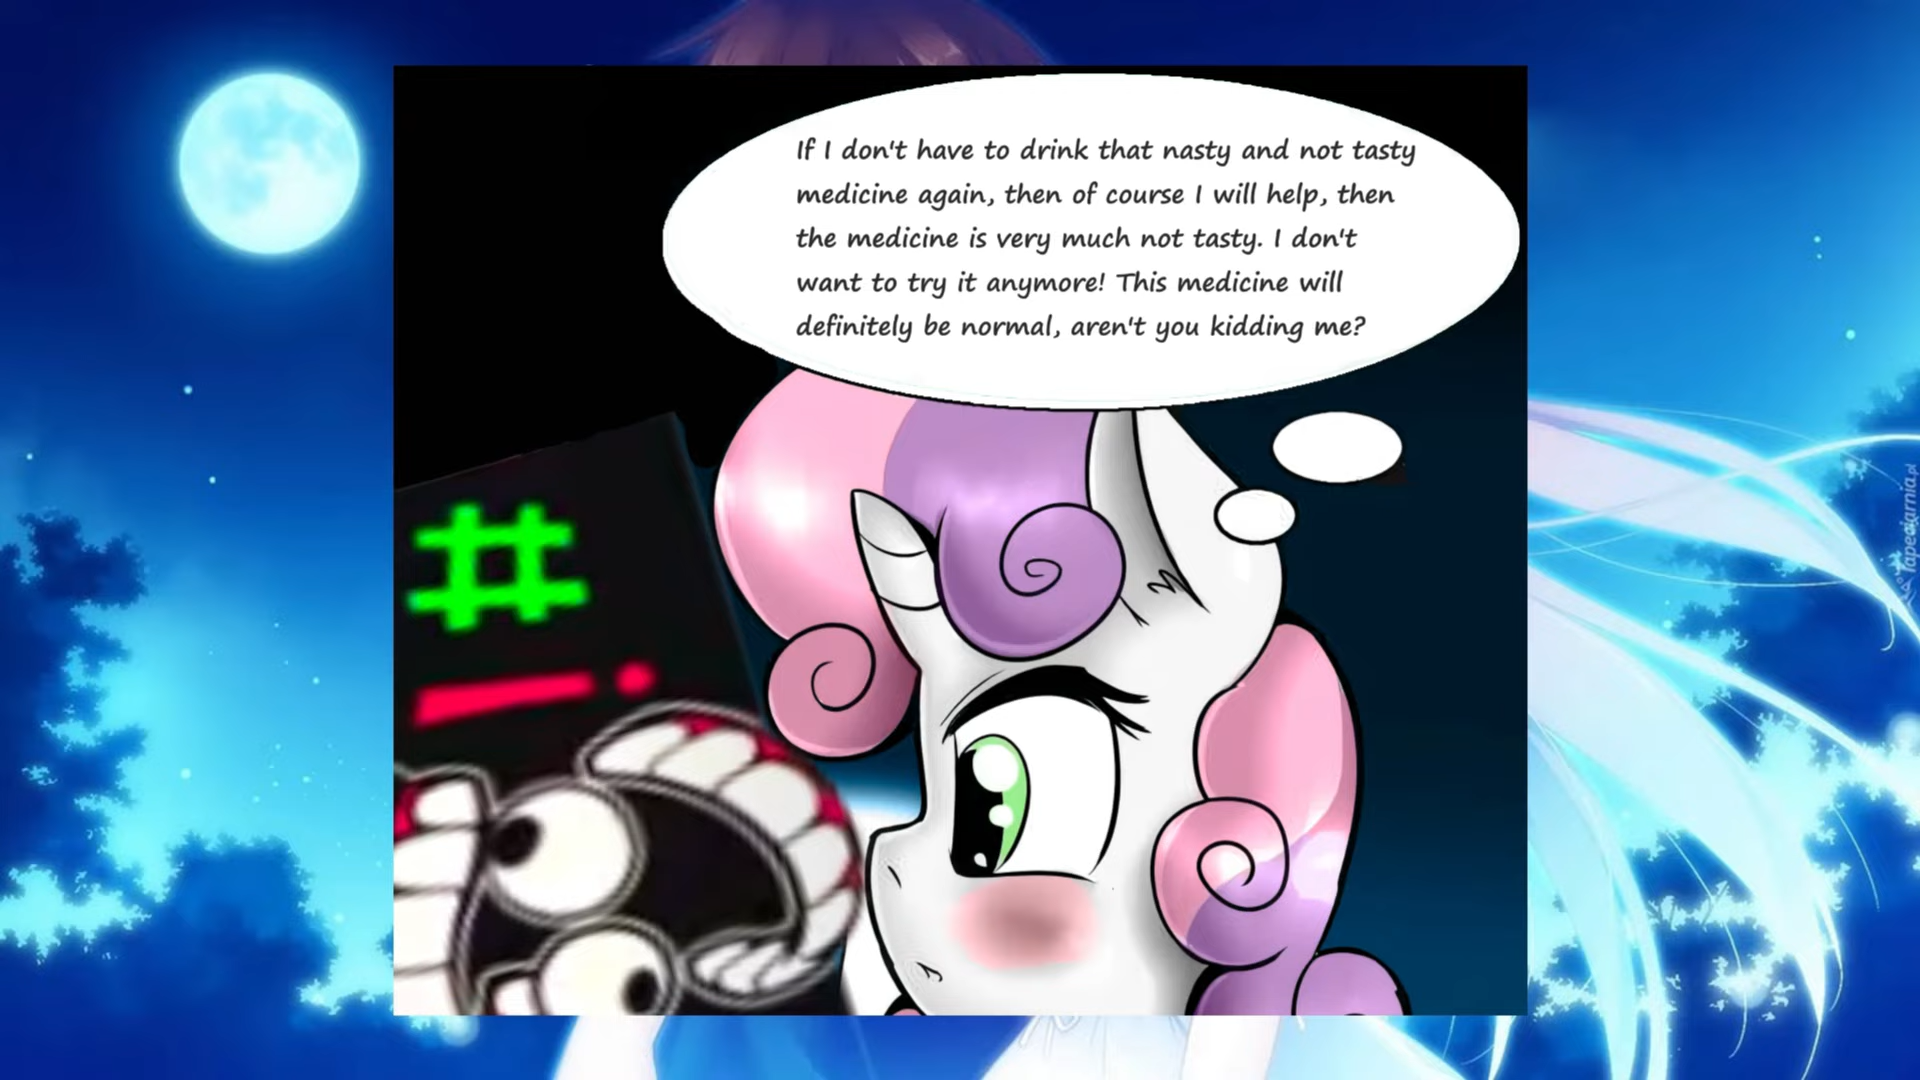 If I don't have to drink that nasty and not tasty
medicine again, then of course I will help, then
the medicine is very much not tasty. I don't
want to try it anymore! This medicine will
definitely be normal, aren't you kidding me?
#
tapeciarnia.pl